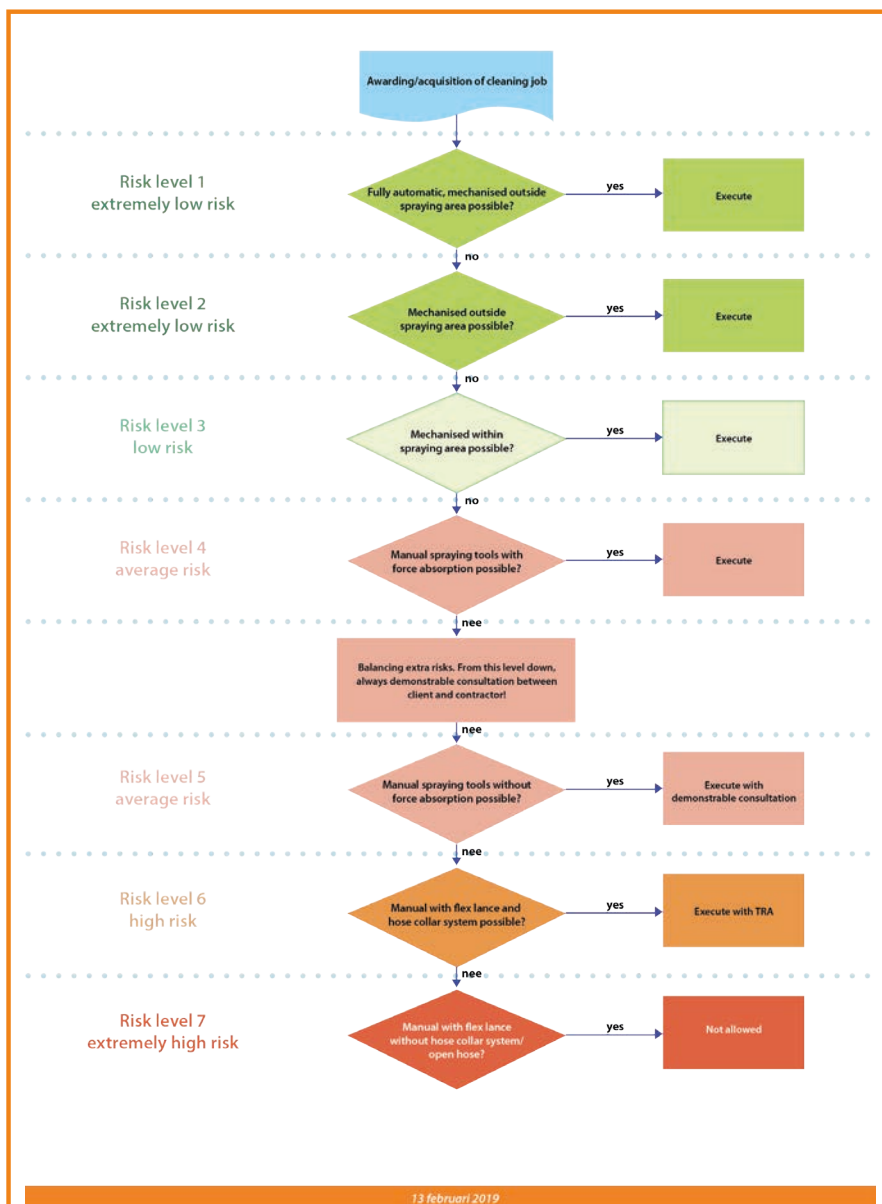 Awarding/acquisition of cleaning job
Risk level 1
extremely low risk
Fully automatic, mechanised outside
spraying area possible?
yes
Execute
no
Risk level 2
extremely low risk
Mechanised outside
spraying area possible?
yes
Execute
no
Risk level 3
low risk
Mechanised within
spraying area possible?
yes
Execute
no
Risk level 4
average risk
Manual spraying tools with
force absorption possible?
yes
Execute
nee
Balancing extra risks. From this level down,
always demonstrable consultation between
client and contractor!
nee
Risk level 5
average risk
Manual spraying tools without
force absorption possible?
yes
Execute with
demonstrable consultation
nee
Risk level 6
high risk
Manual with flex lance and
hose collar system possible?
yes
Execute with TRA
nee
Risk level 7
extremely high risk
Manual with flex lance
without hose collar system/
open hose?
yes
Not allowed
13 februari 2019